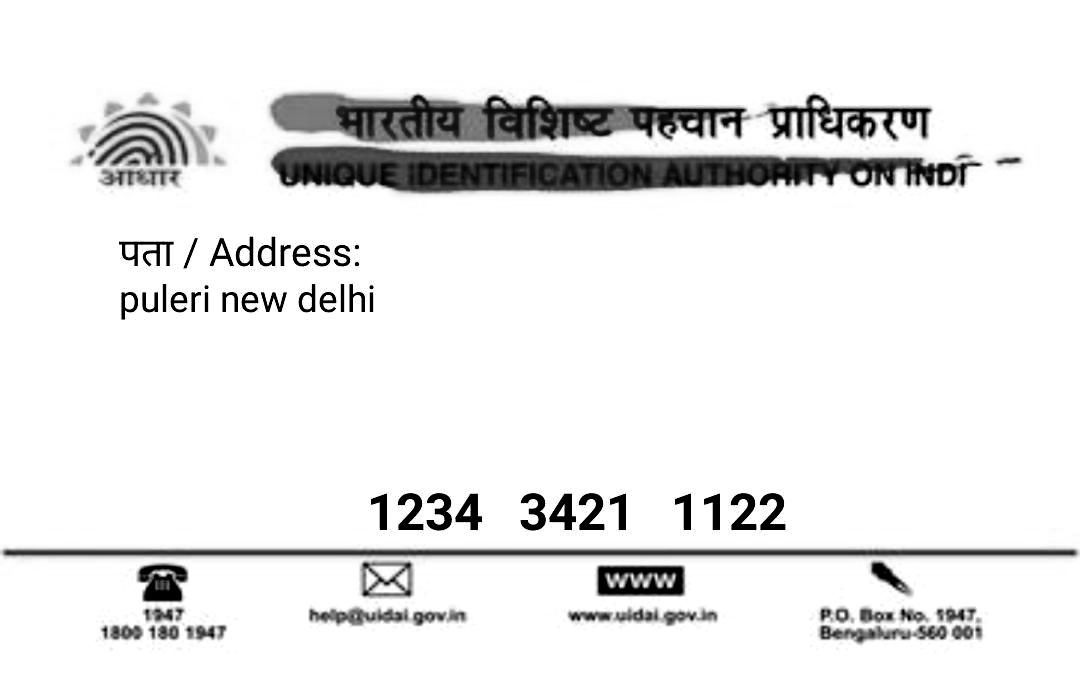 आधार
भारतीय विशिष्ट पहचान प्राधिकरण
UNIQUE IDENTIFICATION AUTHORITY ON INDI
पता / Address:
puleri new delhi
1234 3421 1122
1947
1800 180 1947
help@uidai.gov.in
WWW
www.uidai.gov.in
P.O. Box No. 1947,
Bengaluru-560 001